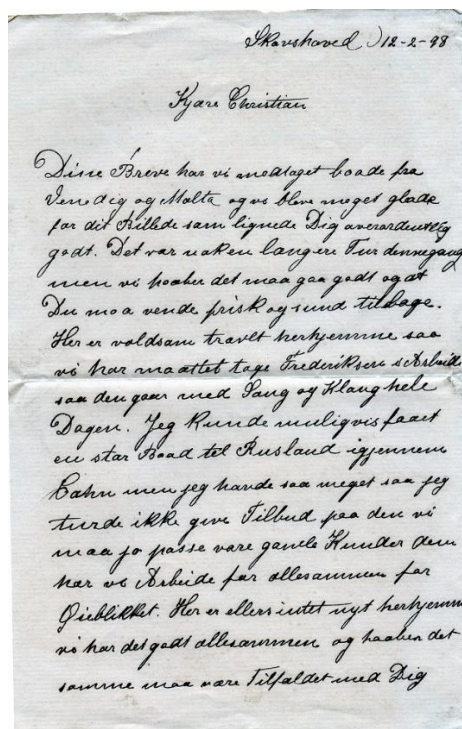 Skovshoved 12-2-98
Kjære Christian
Dine Breve har vi modtaget baade fra
Venedig og Malta og vi bleve meget glade
for dit Billede som lignede Dig overordentlig
godt. Det var en længere Tur dennegang
men vi haaber det maa gaa godt og at
Du maa vende frisk og sund tilbage.
Her er voldsom travlt herhjemme saa
vi har maattet tage Frederiksens Arbeide
saa den gaar med Sang og Klang hele
Dagen. Jeg kunde muligvis faaet
en stor Baad til Rusland igjennem
Cahn men jeg havde saa meget saa jeg
turde ikke give Tilbud paa den vi
maa jo passe vore gamle Kunder dem
har vi Arbeide for allesammen for
Øieblikket. Her er ellers intet nyt herhjemme
vi har det godt allesammen og haaber det
samme maa være Tilfældet med Dig